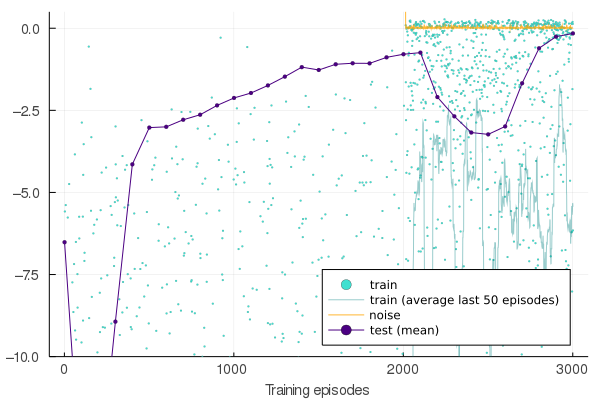 0.0
−2.5
−5.0
−7.5
−10.0
0
1000
2000
3000
Training episodes
train
train (average last 50 episodes)
noise
test (mean)